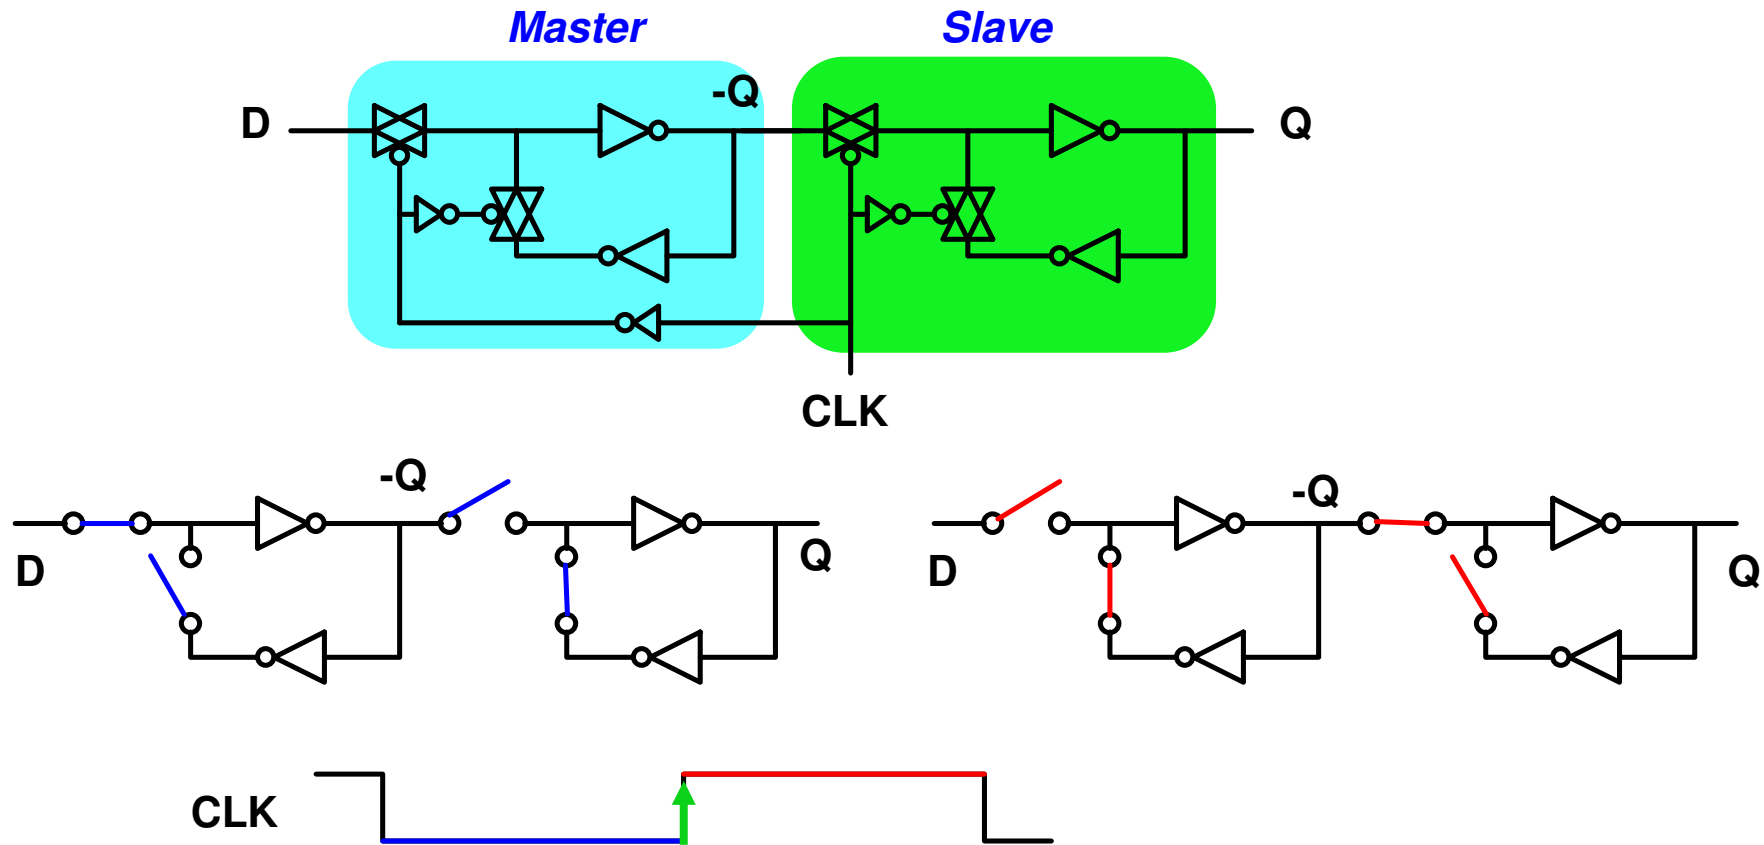 Master Slave
D -Q Q
CLK
-Q -Q
D Q D Q
CLK